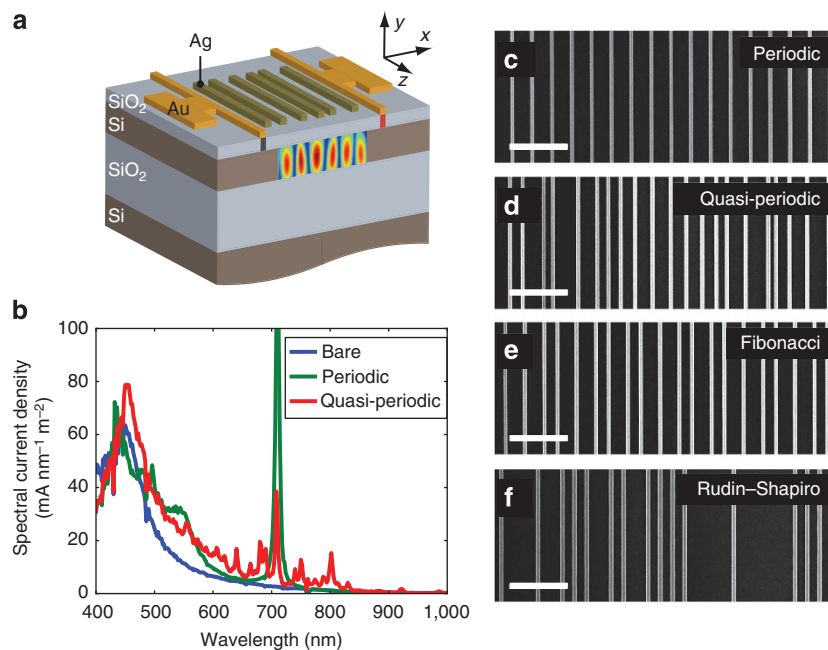 a
Ag
y
x
z
SiO2
Au
Si
SiO2
Si
b
100
80
60
40
20
0
400 500 600 700 800 900 1,000
Spectral current density
(mA nm−1 m−2)
Wavelength (nm)
Bare
Periodic
Quasi-periodic
c
Periodic
d
Quasi-periodic
e
Fibonacci
f
Rudin–Shapiro